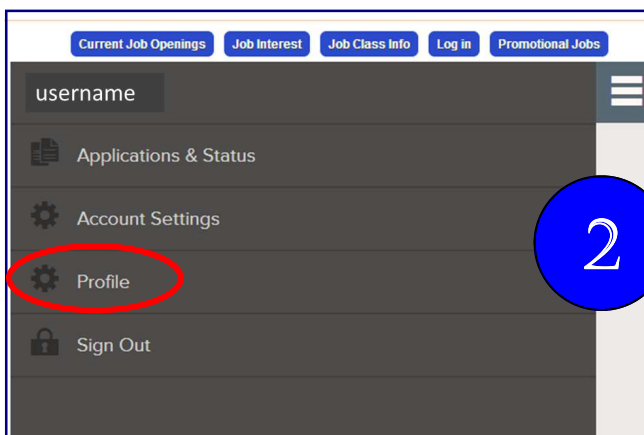 Current Job Openings Job Interest Job Class Info Log in Promotional Jobs
username
Applications & Status
Account Settings
2
Profile
Sign Out